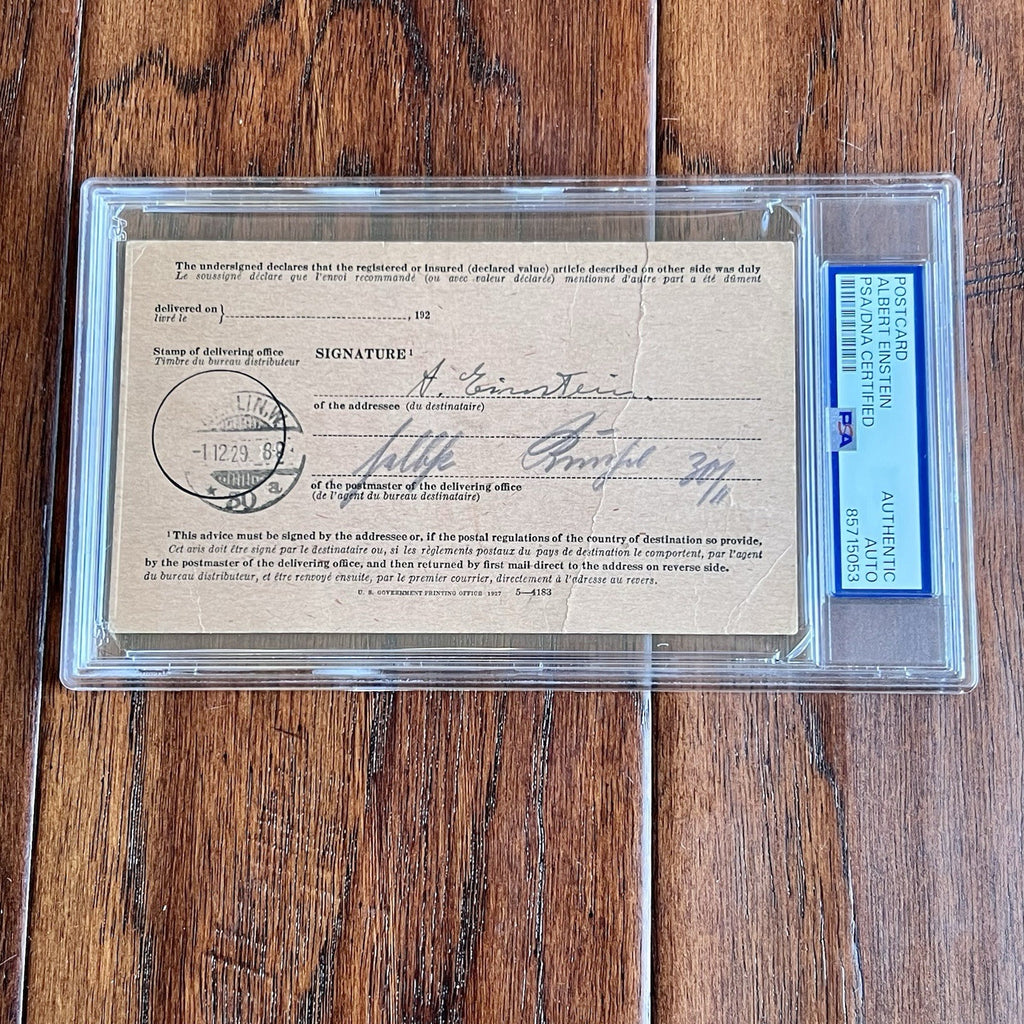 The undersigned declares that the registered or insured (declared value) article described on other side was duly
Le soussigné déclare que l'envoi recommandé (ou avec valeur déclarée) mentionné d'autre part a été dûment
delivered on
livré le } , 192
Stamp of delivering office
Timbre du bureau distributeur
SIGNATURE¹
A. Einstein.
of the addressee (du destinataire)
-1.12.29.
30/11
of the postmaster of the delivering office
(de l'agent du bureau destinataire)
¹ This advice must be signed by the addressee or, if the postal regulations of the country of destination so provide,
Cet avis doit être signé par le destinataire ou, si les règlements postaux du pays de destination le comportent, par l'agent
by the postmaster of the delivering office, and then returned by first mail direct to the address on reverse side.
du bureau distributeur, et être renvoyé ensuite, par le premier courrier, directement à l'adresse au revers.
U. S. GOVERNMENT PRINTING OFFICE 1927 5—4183
POSTCARD
ALBERT EINSTEIN
PSA/DNA CERTIFIED
PSA
AUTHENTIC
AUTO
85715053